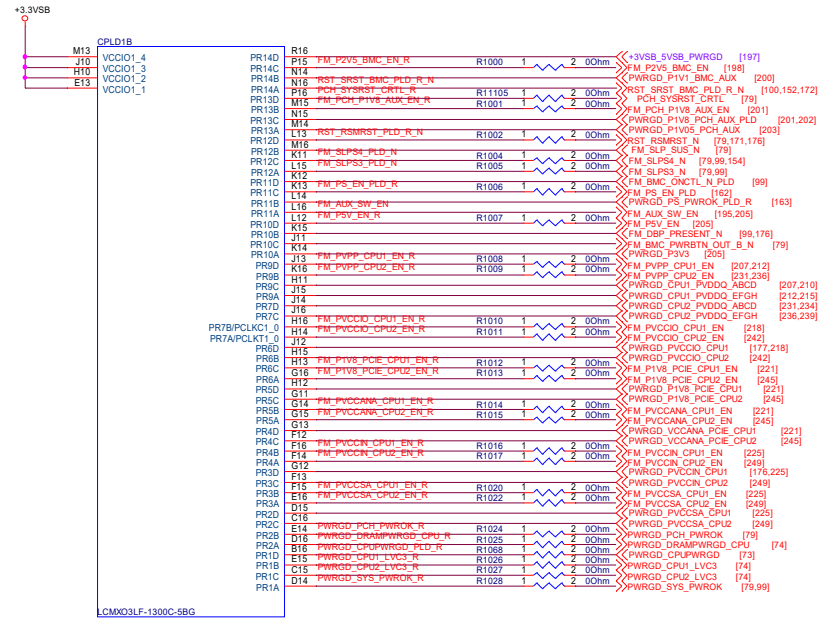 +3.3VSB
CPLD1B
M13 VCCIO1_4
J10 VCCIO1_3
H10 VCCIO1_2
E13 VCCIO1_1
PR14D R16 +3VSB_5VSB_PWRGD [197]
PR14C P15 FM_P2V5_BMC_EN_R R1000 1 2 0Ohm FM_P2V5_BMC_EN [198]
PR14B N14 PWRGD_P1V1_BMC_AUX [200]
PR14A N16 RST_SRST_BMC_PLD_R_N RST_SRST_BMC_PLD_R_N [100,152,172]
PR13D P16 PCH_SYSRST_CRTL_R R1105 1 2 0Ohm PCH_SYSRST_CRTL [79]
PR13B M15 FM_PCH_P1V8_AUX_EN_R R1001 1 2 0Ohm FM_PCH_P1V8_AUX_EN [201]
PR13C N15 PWRGD_P1V8_PCH_AUX_PLD [201,202]
PR13A M14 PWRGD_P1V05_PCH_AUX [203]
PR12D L13 RST_RSMRST_PLD_R_N R1002 1 2 0Ohm RST_RSMRST_N [79,171,176]
PR12B M16 FM_SLP_SUS_N [79]
PR12C K11 FM_SLPS4_PLD_N R1004 1 2 0Ohm FM_SLPS4_N [79,99,154]
PR12A L15 FM_SLPS3_PLD_N R1005 1 2 0Ohm FM_SLPS3_N [79,99]
PR11D K12 FM_BMC_ONCTL_N_PLD [99]
PR11C K13 FM_PS_EN_PLD_R R1006 1 2 0Ohm FM_PS_EN_PLD [162]
PR11B L14 PWRGD_PS_PWROK_PLD_R [163]
PR11A L16 FM_AUX_SW_EN FM_AUX_SW_EN [195,205]
PR10D L12 FM_P5V_EN_R R1007 1 2 0Ohm FM_P5V_EN [205]
PR10B K15 FM_DBP_PRESENT_N [99,176]
PR10C J11 FM_BMC_PWRBTN_OUT_B_N [79]
PR10A K14 PWRGD_P3V3 [205]
PR9D J13 FM_PVPP_CPU1_EN_R R1008 1 2 0Ohm FM_PVPP_CPU1_EN [207,212]
PR9B K16 FM_PVPP_CPU2_EN_R R1009 1 2 0Ohm FM_PVPP_CPU2_EN [231,236]
PR9C H11 PWRGD_CPU1_PVDDQ_ABCD [207,210]
PR9A J15 PWRGD_CPU1_PVDDQ_EFGH [212,215]
PR7D J14 PWRGD_CPU2_PVDDQ_ABCD [231,234]
PR7C J16 PWRGD_CPU2_PVDDQ_EFGH [236,239]
PR7B/PCLKC1_0 H16 FM_PVCCIO_CPU1_EN_R R1010 1 2 0Ohm FM_PVCCIO_CPU1_EN [218]
PR7A/PCLKT1_0 H14 FM_PVCCIO_CPU2_EN_R R1011 1 2 0Ohm FM_PVCCIO_CPU2_EN [242]
PR6D J12 PWRGD_PVCCIO_CPU1 [177,218]
PR6B H15 PWRGD_PVCCIO_CPU2 [242]
PR6C H13 FM_P1V8_PCIE_CPU1_EN_R R1012 1 2 0Ohm FM_P1V8_PCIE_CPU1_EN [221]
PR6A G16 FM_P1V8_PCIE_CPU2_EN_R R1013 1 2 0Ohm FM_P1V8_PCIE_CPU2_EN [245]
PR5D H12 PWRGD_P1V8_PCIE_CPU1 [221]
PR5C G11 PWRGD_P1V8_PCIE_CPU2 [245]
PR5B G14 FM_PVCCANA_CPU1_EN_R R1014 1 2 0Ohm FM_PVCCANA_CPU1_EN [221]
PR5A G15 FM_PVCCANA_CPU2_EN_R R1015 1 2 0Ohm FM_PVCCANA_CPU2_EN [245]
PR4D G13 PWRGD_VCCANA_PCIE_CPU1 [221]
PR4C F12 PWRGD_VCCANA_PCIE_CPU2 [245]
PR4B F16 FM_PVCCIN_CPU1_EN_R R1016 1 2 0Ohm FM_PVCCIN_CPU1_EN [225]
PR4A F14 FM_PVCCIN_CPU2_EN_R R1017 1 2 0Ohm FM_PVCCIN_CPU2_EN [249]
PR3D G12 PWRGD_PVCCIN_CPU1 [176,225]
PR3C F13 PWRGD_PVCCIN_CPU2 [249]
PR3B F15 FM_PVCCSA_CPU1_EN_R R1020 1 2 0Ohm FM_PVCCSA_CPU1_EN [225]
PR3A E16 FM_PVCCSA_CPU2_EN_R R1022 1 2 0Ohm FM_PVCCSA_CPU2_EN [249]
PR2D D15 PWRGD_PVCCSA_CPU1 [225]
PR2C C16 PWRGD_PVCCSA_CPU2 [249]
PR2B E14 PWRGD_PCH_PWROK_R R1024 1 2 0Ohm PWRGD_PCH_PWROK [79]
PR2A D16 PWRGD_DRAMPWRGD_CPU_R R1025 1 2 0Ohm PWRGD_DRAMPWRGD_CPU [74]
PR1D B16 PWRGD_CPUPWRGD_PLD_R R1068 1 2 0Ohm PWRGD_CPUPWRGD [73]
PR1B E15 PWRGD_CPU1_LVC3_R R1026 1 2 0Ohm PWRGD_CPU1_LVC3 [74]
PR1C C15 PWRGD_CPU2_LVC3_R R1027 1 2 0Ohm PWRGD_CPU2_LVC3 [74]
PR1A D14 PWRGD_SYS_PWROK_R R1028 1 2 0Ohm PWRGD_SYS_PWROK [79,99]
LCMXO3LF-1300C-5BG